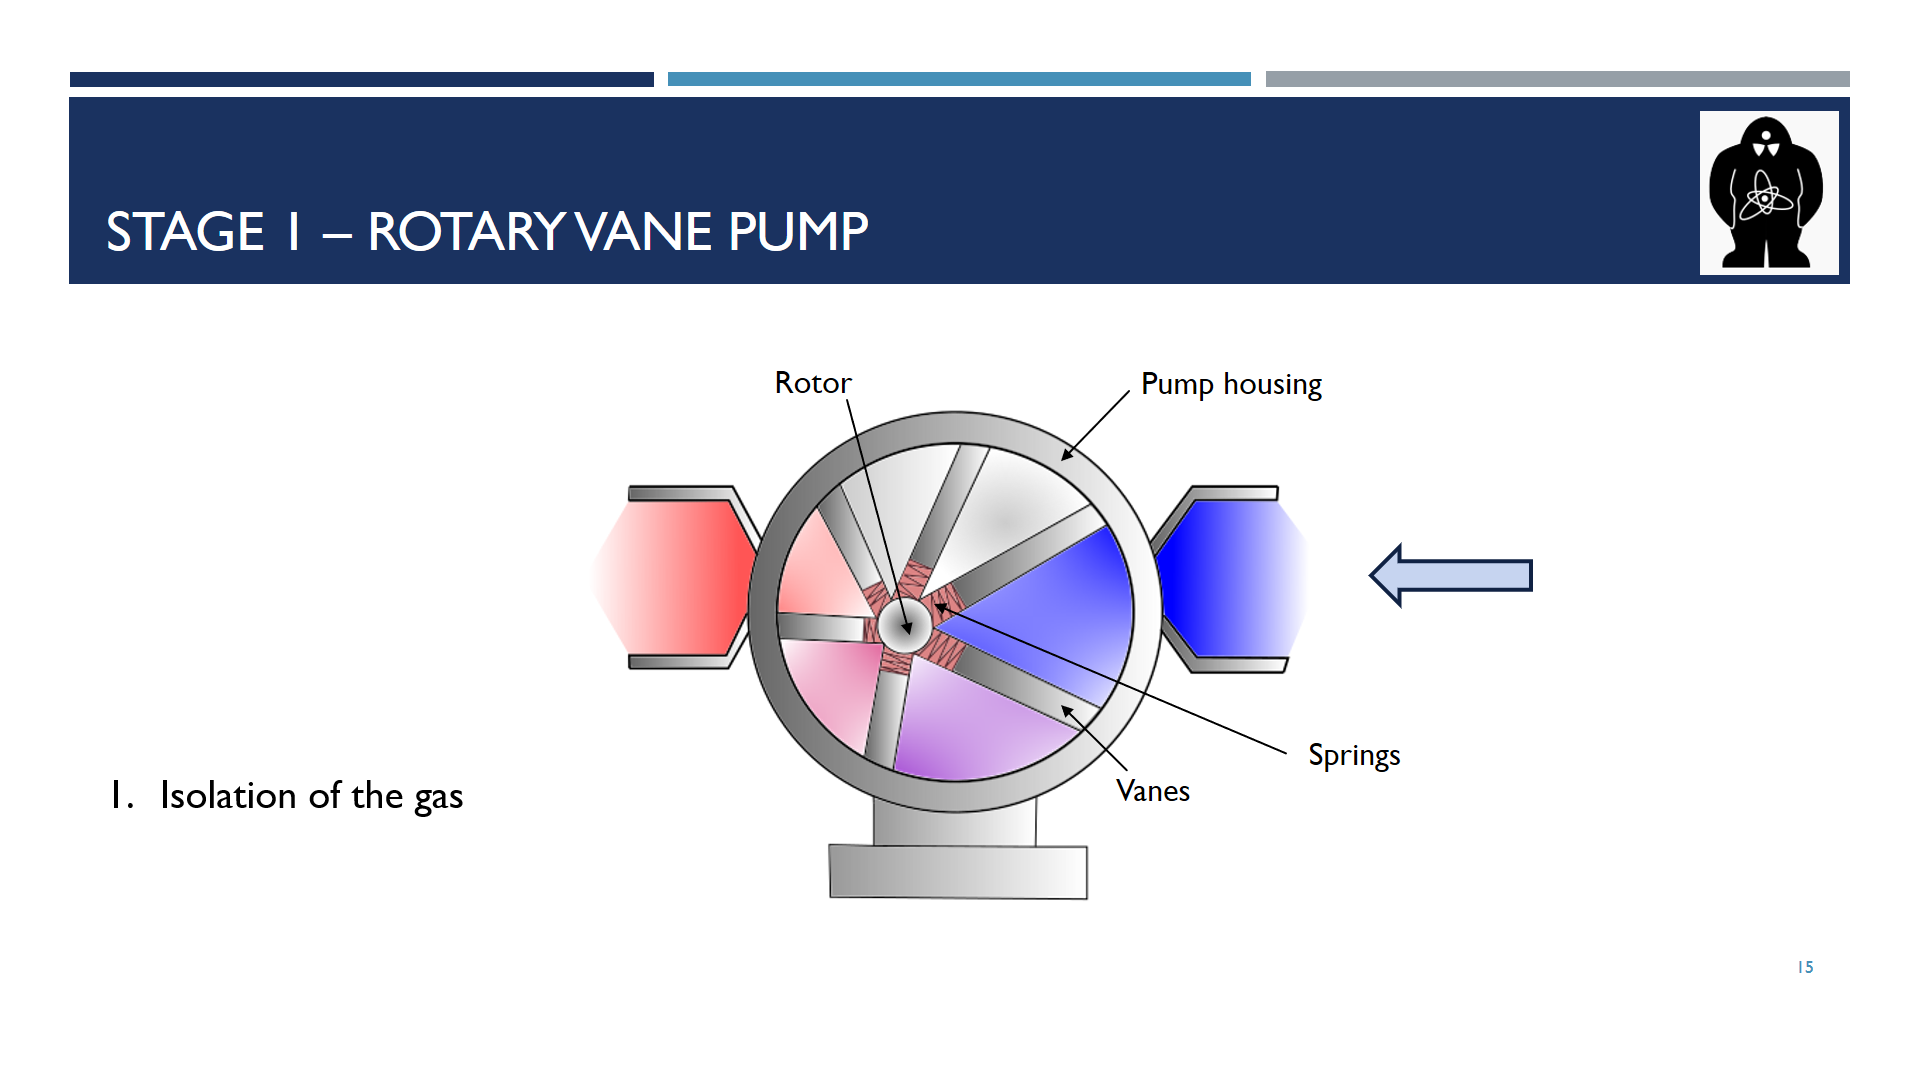 STAGE 1 – ROTARY VANE PUMP
Rotor
Pump housing
Springs
Vanes
1. Isolation of the gas
15